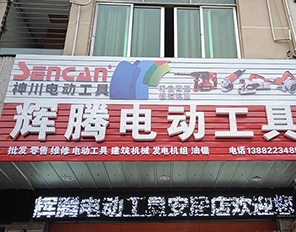 SENCAN
神川电动工具
辉腾电动工具
批发 零售 维修 电动工具 建筑机械 发电机组 油锯 电话 1388223489
辉腾电动工具安居店欢迎您